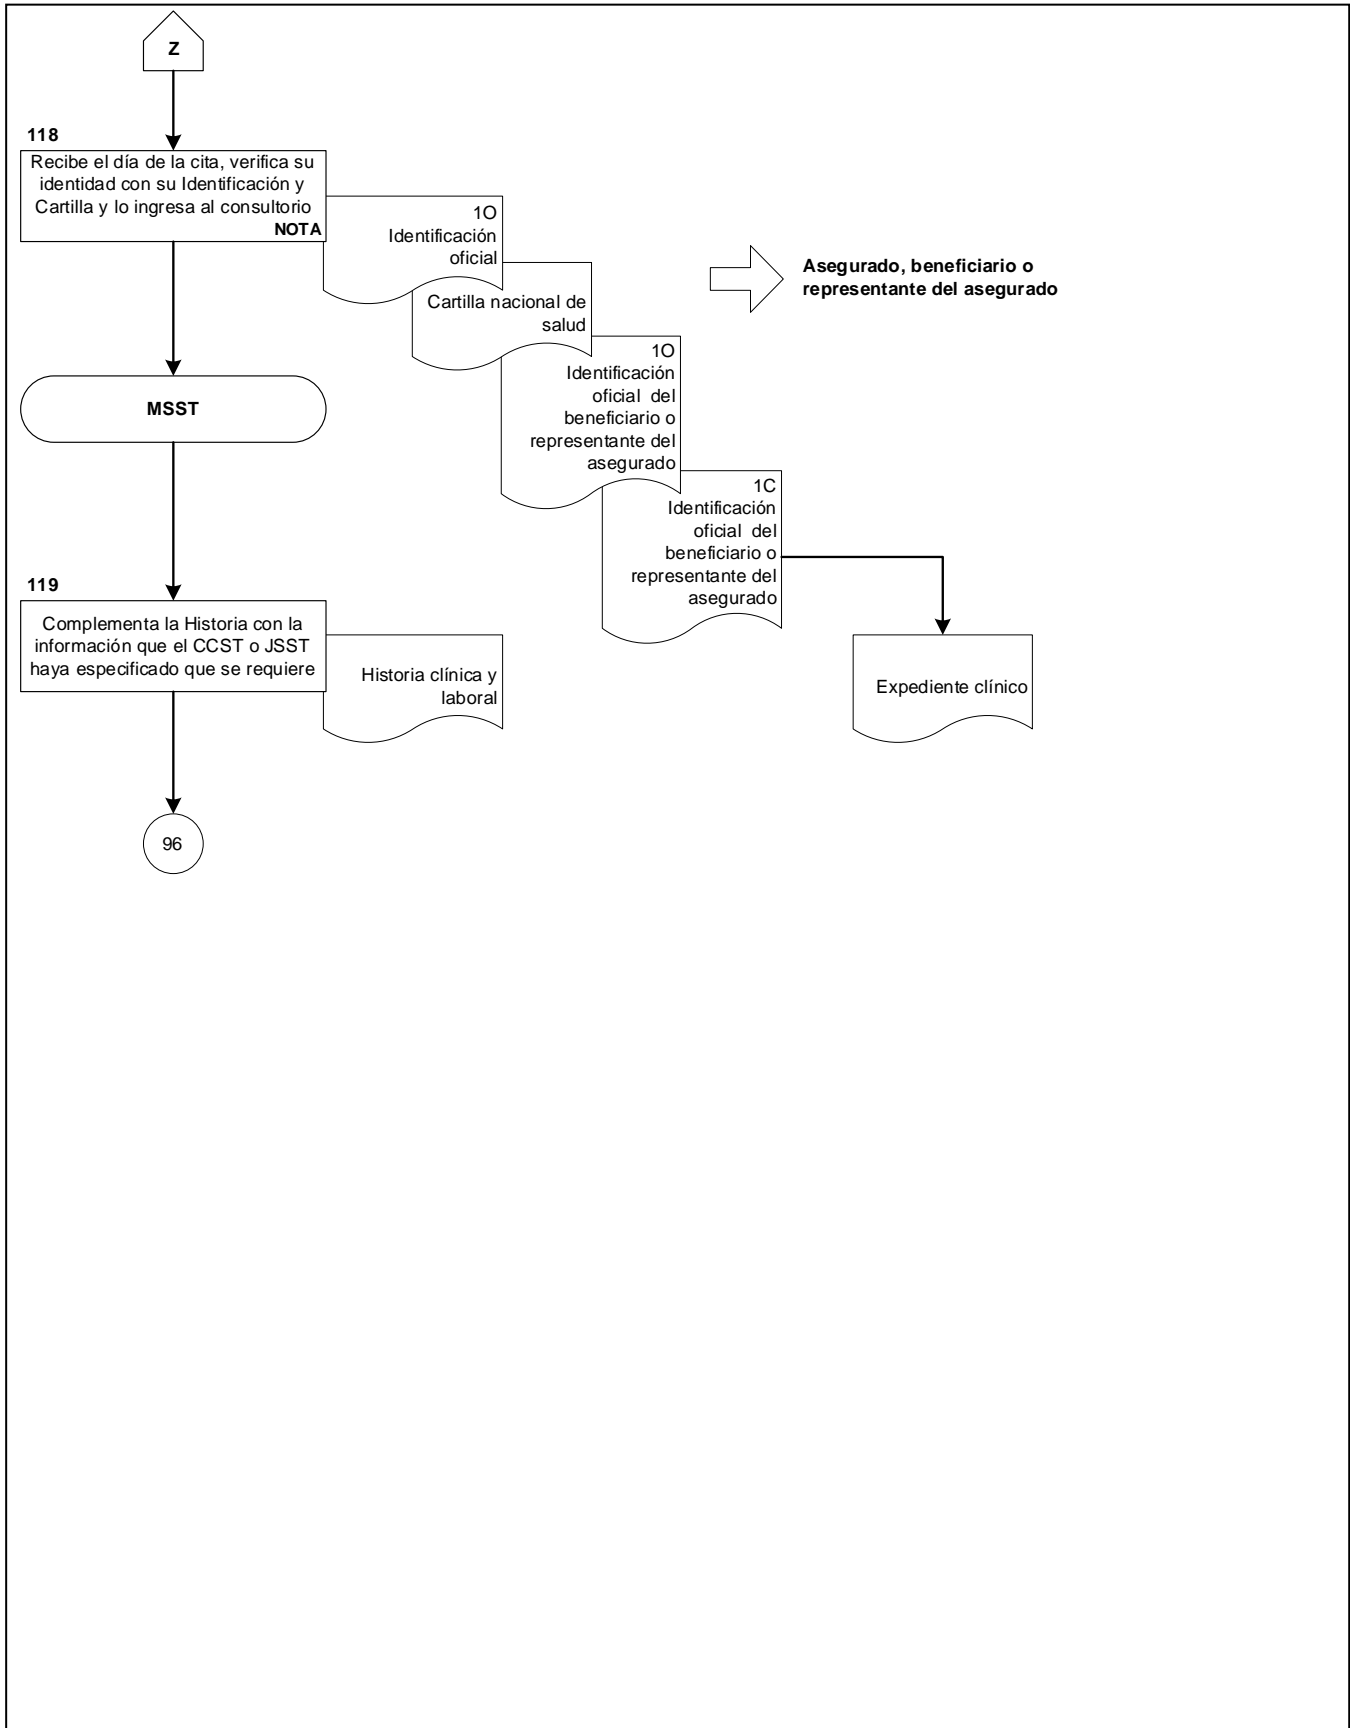 Z
118
Recibe el día de la cita, verifica su
identidad con su Identificación y
Cartilla y lo ingresa al consultorio
NOTA
1O
Identificación
oficial
Cartilla nacional de
salud
1O
Identificación
oficial del
beneficiario o
representante del
asegurado
1C
Identificación
oficial del
beneficiario o
representante del
asegurado
Asegurado, beneficiario o
representante del asegurado
MSST
119
Complementa la Historia con la
información que el CCST o JSST
haya especificado que se requiere
Historia clínica y
laboral
Expediente clínico
96